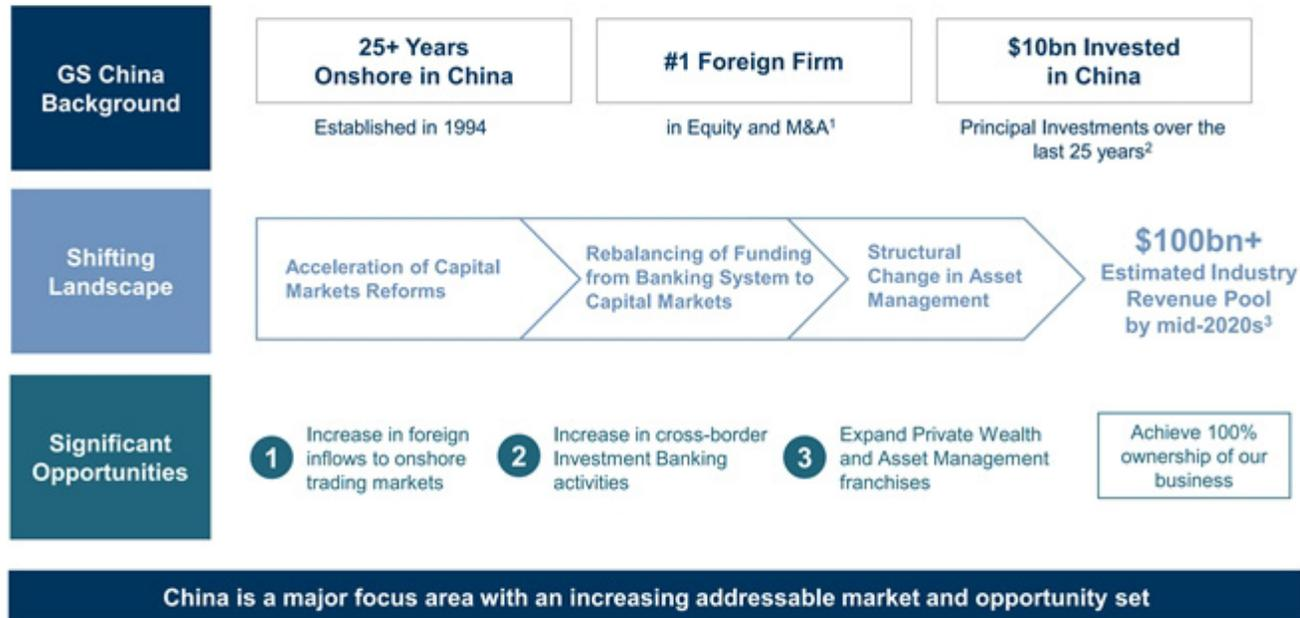 GS China
Background
25+ Years
Onshore in China
Established in 1994
#1 Foreign Firm
in Equity and M&A¹
$10bn Invested
in China
Principal Investments over the
last 25 years²
Shifting
Landscape
Acceleration of Capital
Markets Reforms
Rebalancing of Funding
from Banking System to
Capital Markets
Structural
Change in Asset
Management
$100bn+
Estimated Industry
Revenue Pool
by mid-2020s³
Significant
Opportunities
1
Increase in foreign
inflows to onshore
trading markets
2
Increase in cross-border
Investment Banking
activities
3
Expand Private Wealth
and Asset Management
franchises
Achieve 100%
ownership of our
business
China is a major focus area with an increasing addressable market and opportunity set